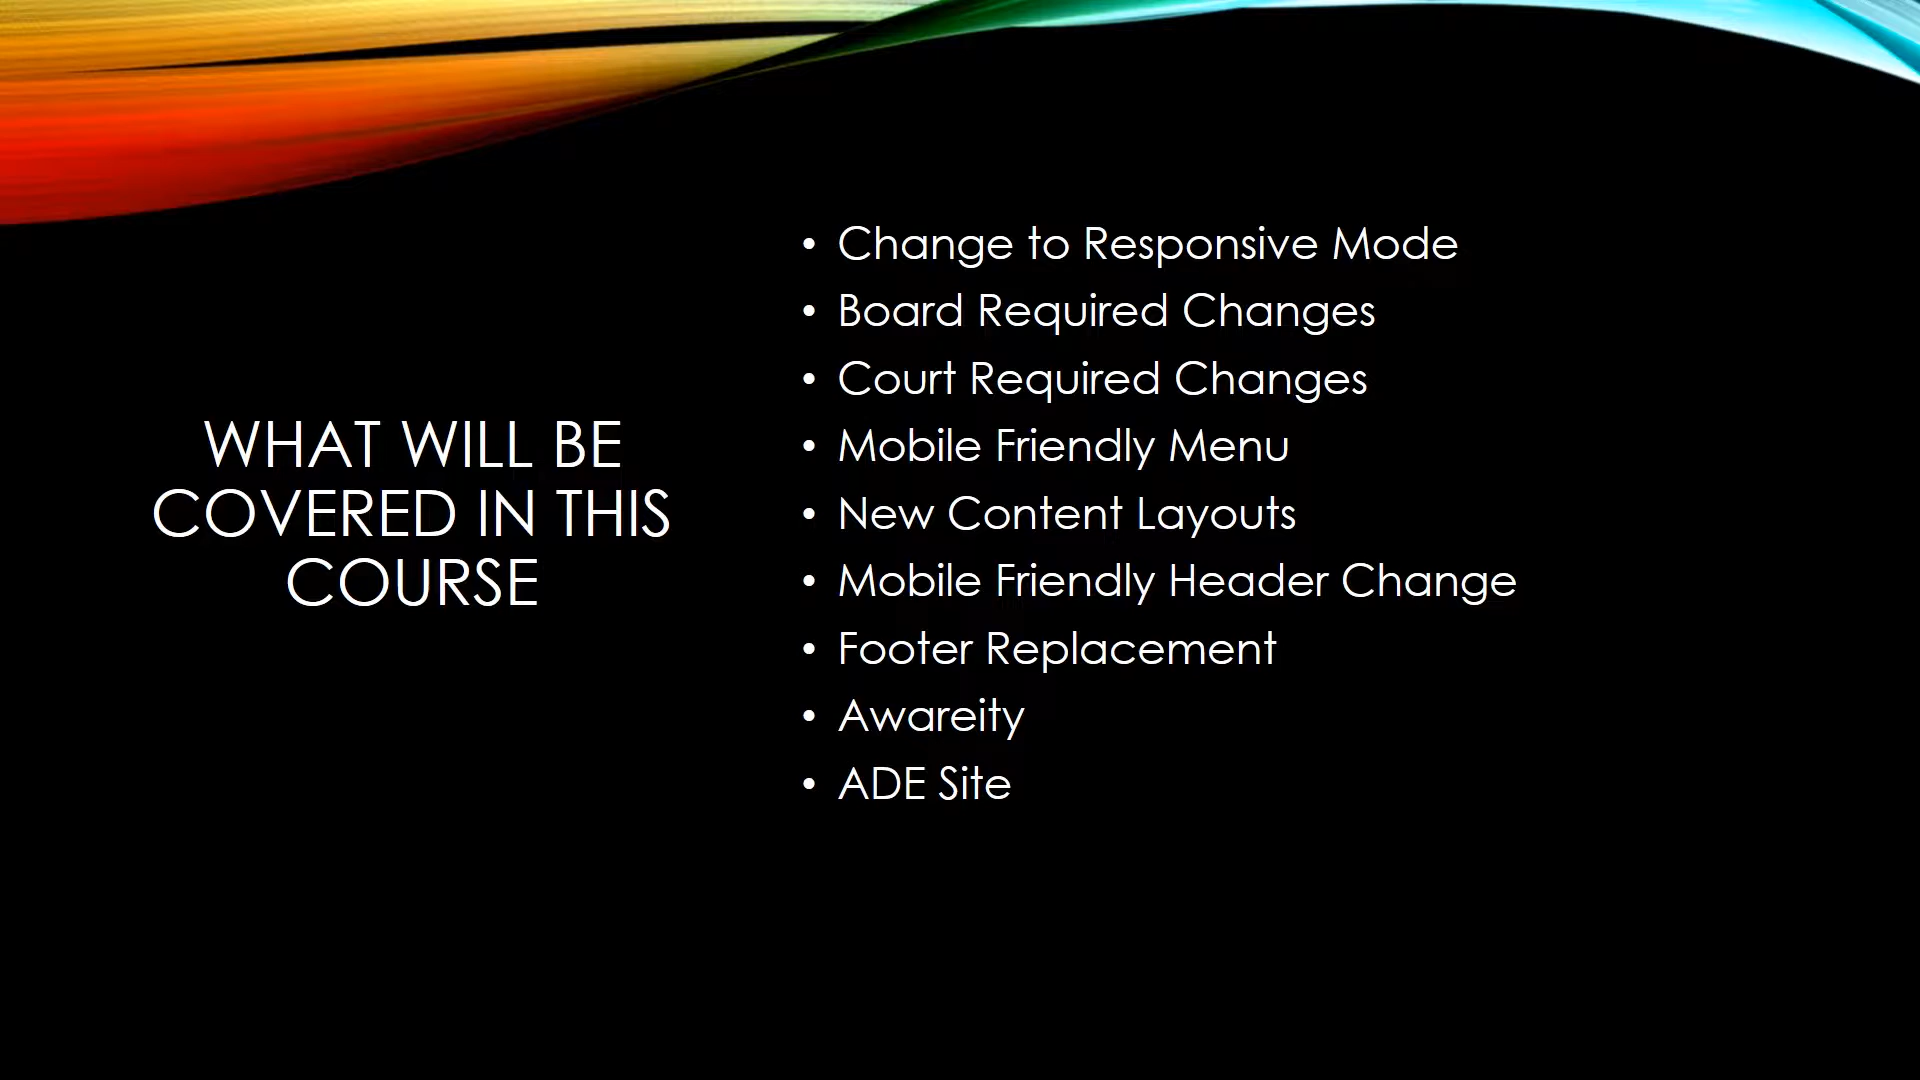 WHAT WILL BE
COVERED IN THIS
COURSE
• Change to Responsive Mode
• Board Required Changes
• Court Required Changes
• Mobile Friendly Menu
• New Content Layouts
• Mobile Friendly Header Change
• Footer Replacement
• Awareity
• ADE Site